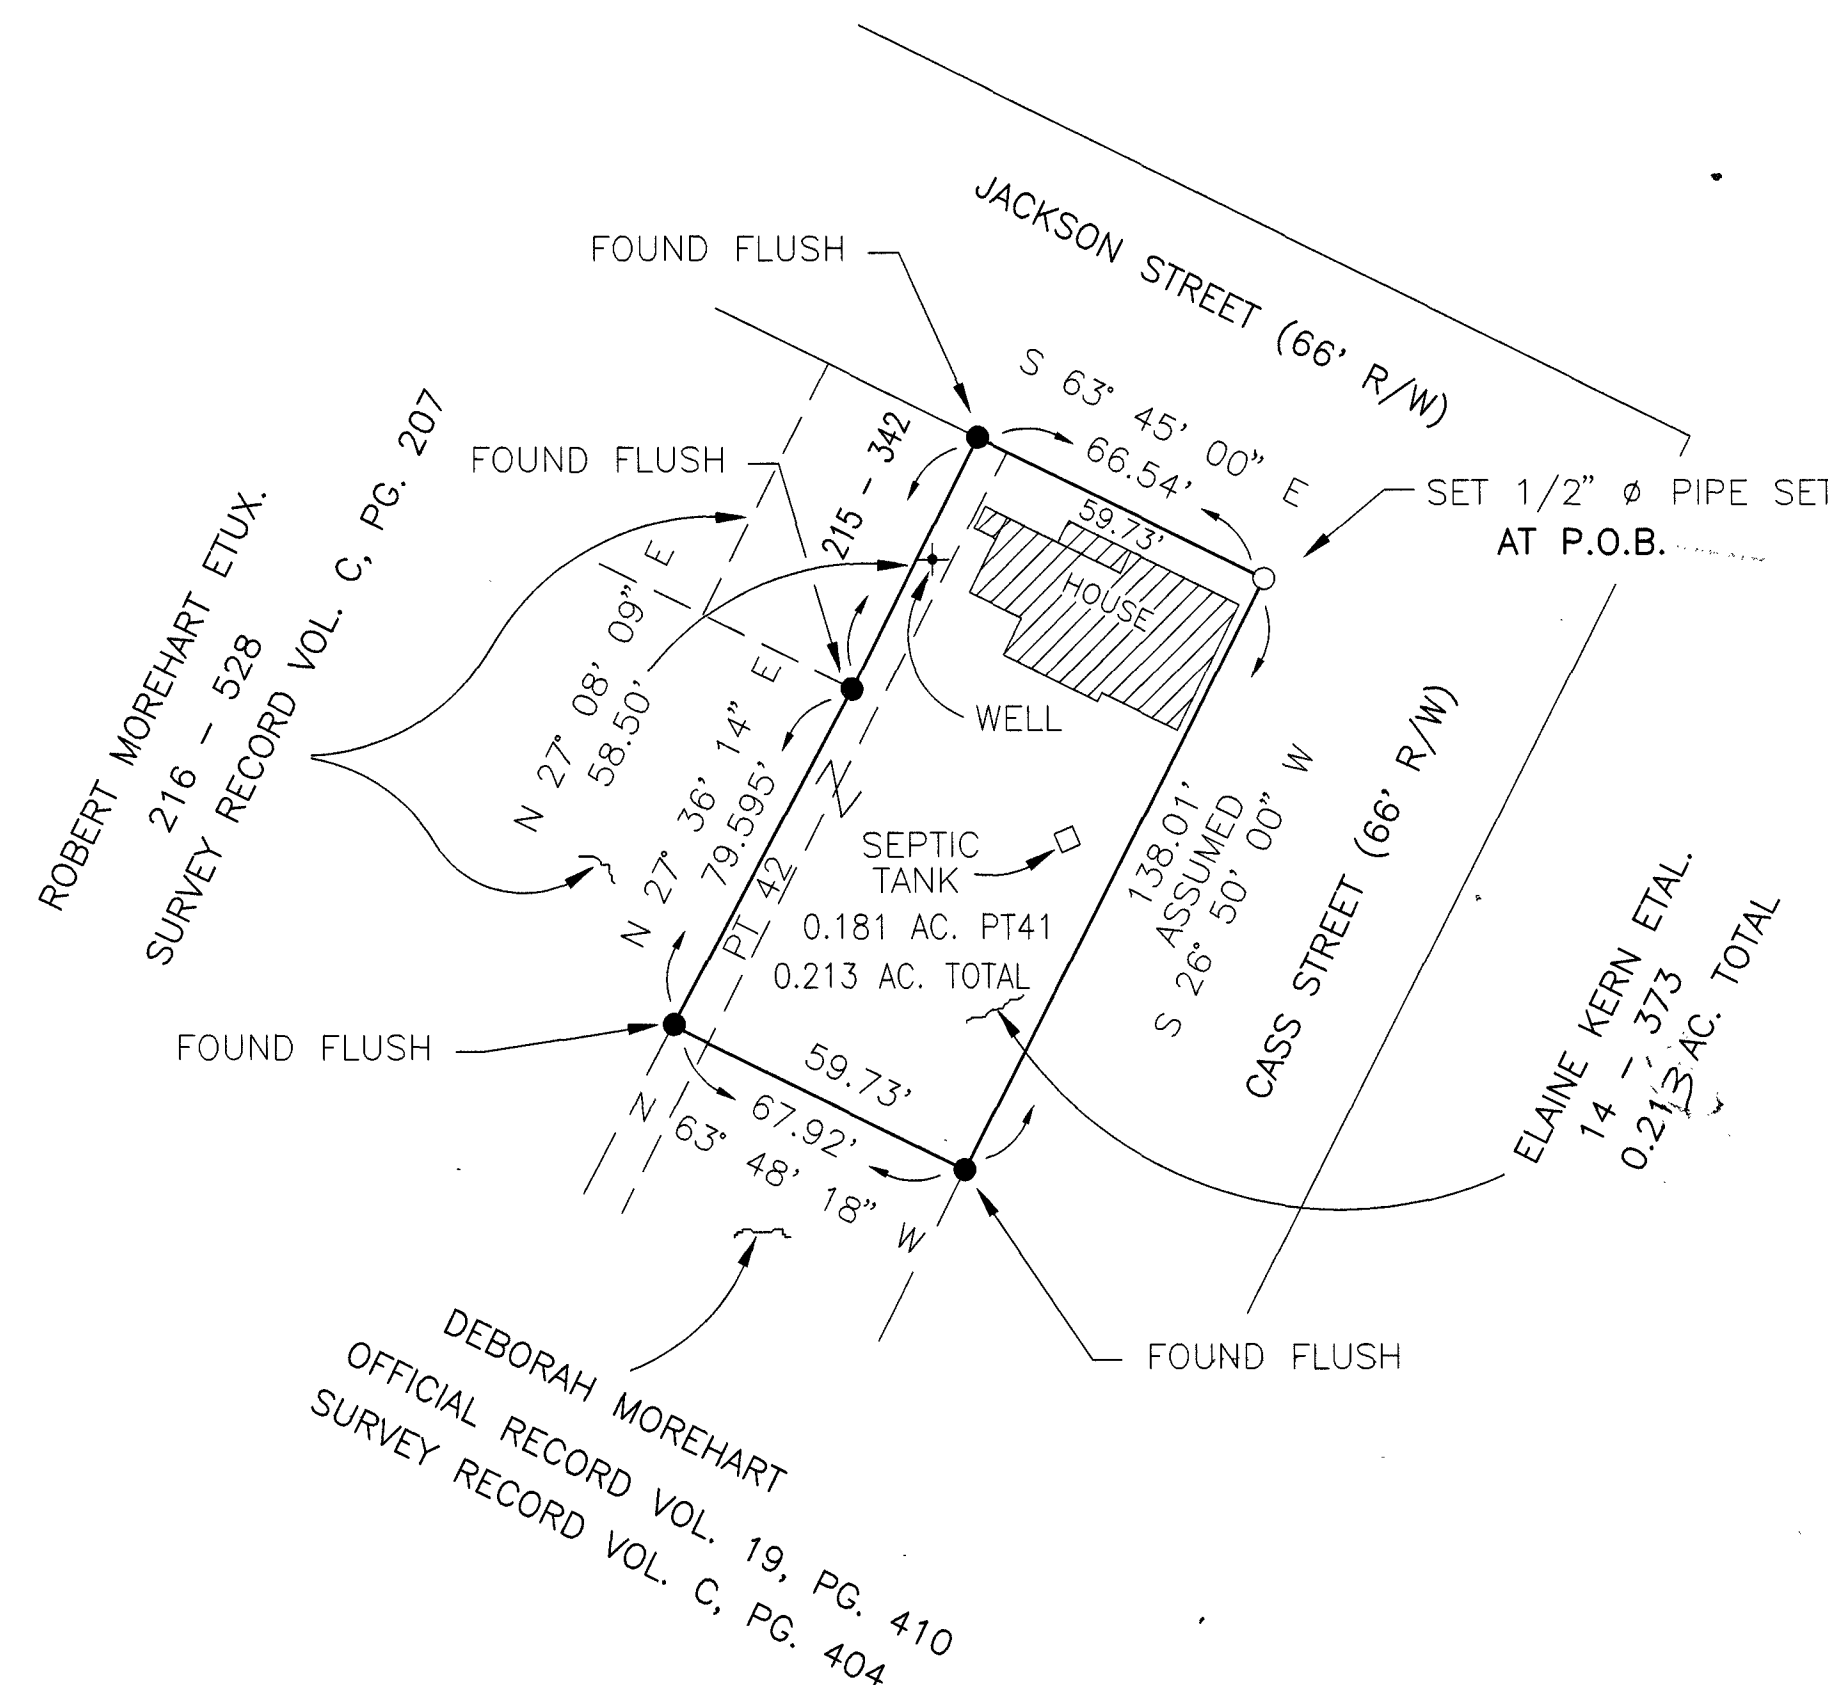 JACKSON STREET (66' R/W)
FOUND FLUSH
S 63° 45' 00" E
66.54'
59.73'
215 - 342
FOUND FLUSH
SET 1/2" ø PIPE SET
AT P.O.B.
HOUSE
WELL
ROBERT MOREHART ETUX.
216 - 528
SURVEY RECORD VOL. C, PG. 207
N 27° 08' 09" E
58.50'
N 27° 36' 14" E
79.595'
PT 42
SEPTIC
TANK
0.181 AC. PT41
0.213 AC. TOTAL
138.01'
ASSUMED
S 26° 50' 00" W
CASS STREET (66' R/W)
ELAINE KERN ETAL.
14 - 373
0.213 AC. TOTAL
FOUND FLUSH
59.73'
67.92'
N 63° 48' 18" W
FOUND FLUSH
DEBORAH MOREHART
OFFICIAL RECORD VOL. 19, PG. 410
SURVEY RECORD VOL. C, PG. 404